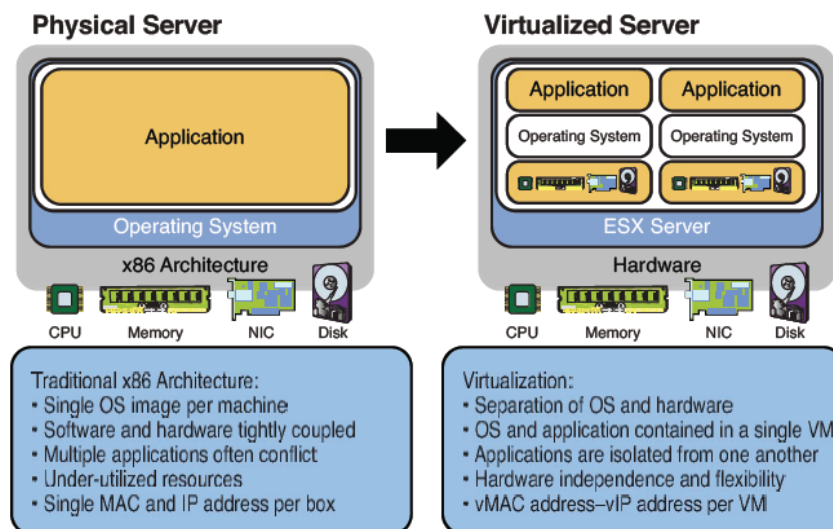 Physical Server
Application
Operating System
x86 Architecture
CPU
Memory
NIC
Disk
Traditional x86 Architecture:
• Single OS image per machine
• Software and hardware tightly coupled
• Multiple applications often conflict
• Under-utilized resources
• Single MAC and IP address per box
Virtualized Server
Application
Application
Operating System
Operating System
ESX Server
Hardware
CPU
Memory
NIC
Disk
Virtualization:
• Separation of OS and hardware
• OS and application contained in a single VM
• Applications are isolated from one another
• Hardware independence and flexibility
• vMAC address–vIP address per VM